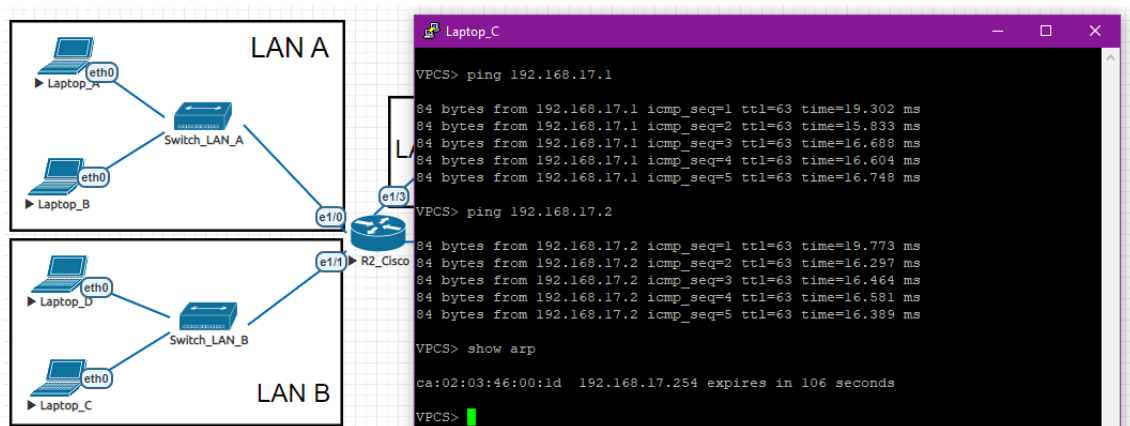 LAN A
eth0
Laptop_A
Switch_LAN_A
eth0
Laptop_B
e1/0
e1/3
LA
e1/1
R2_Cisco
eth0
Laptop_D
Switch_LAN_B
eth0
Laptop_C
LAN B
Laptop_C
VPCS> ping 192.168.17.1
84 bytes from 192.168.17.1 icmp_seq=1 ttl=63 time=19.302 ms
84 bytes from 192.168.17.1 icmp_seq=2 ttl=63 time=15.833 ms
84 bytes from 192.168.17.1 icmp_seq=3 ttl=63 time=16.688 ms
84 bytes from 192.168.17.1 icmp_seq=4 ttl=63 time=16.604 ms
84 bytes from 192.168.17.1 icmp_seq=5 ttl=63 time=16.748 ms
VPCS> ping 192.168.17.2
84 bytes from 192.168.17.2 icmp_seq=1 ttl=63 time=19.773 ms
84 bytes from 192.168.17.2 icmp_seq=2 ttl=63 time=16.297 ms
84 bytes from 192.168.17.2 icmp_seq=3 ttl=63 time=16.464 ms
84 bytes from 192.168.17.2 icmp_seq=4 ttl=63 time=16.581 ms
84 bytes from 192.168.17.2 icmp_seq=5 ttl=63 time=16.389 ms
VPCS> show arp
ca:02:03:46:00:1d 192.168.17.254 expires in 106 seconds
VPCS>